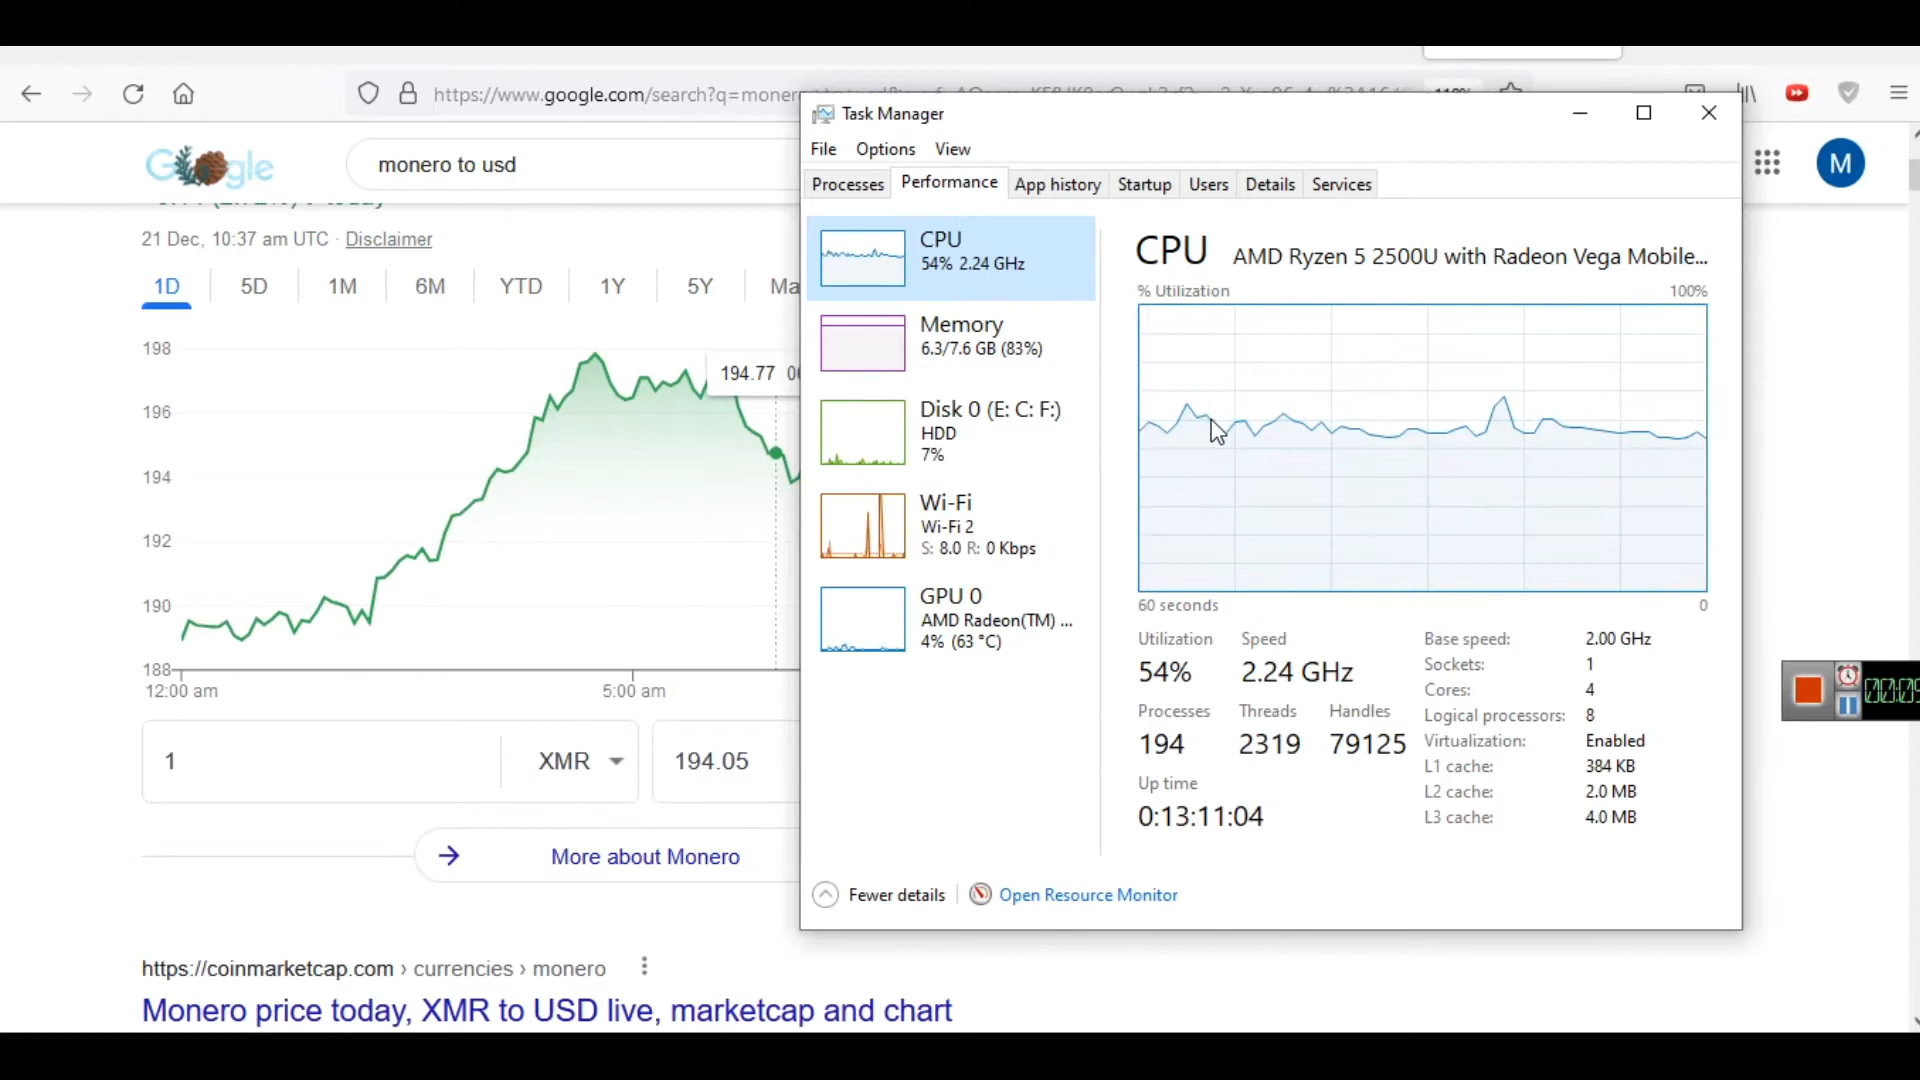 https://www.google.com/search?q=moner
Google
monero to usd
M
21 Dec, 10:37 am UTC · Disclaimer
1D
5D
1M
6M
YTD
1Y
5Y
Ma
198
196
194
192
190
188
194.77
12:00 am
5:00 am
1
XMR
194.05
More about Monero
https://coinmarketcap.com › currencies › monero
Monero price today, XMR to USD live, marketcap and chart
Task Manager
File Options View
Processes Performance App history Startup Users Details Services
CPU
54% 2.24 GHz
Memory
6.3/7.6 GB (83%)
Disk 0 (E: C: F:)
HDD
7%
Wi-Fi
Wi-Fi 2
S: 8.0 R: 0 Kbps
GPU 0
AMD Radeon(TM) ...
4% (63 °C)
CPU AMD Ryzen 5 2500U with Radeon Vega Mobile...
% Utilization 100%
60 seconds 0
Utilization Speed
54% 2.24 GHz
Processes Threads Handles
194 2319 79125
Up time
0:13:11:04
Base speed: 2.00 GHz
Sockets: 1
Cores: 4
Logical processors: 8
Virtualization: Enabled
L1 cache: 384 KB
L2 cache: 2.0 MB
L3 cache: 4.0 MB
Fewer details
Open Resource Monitor